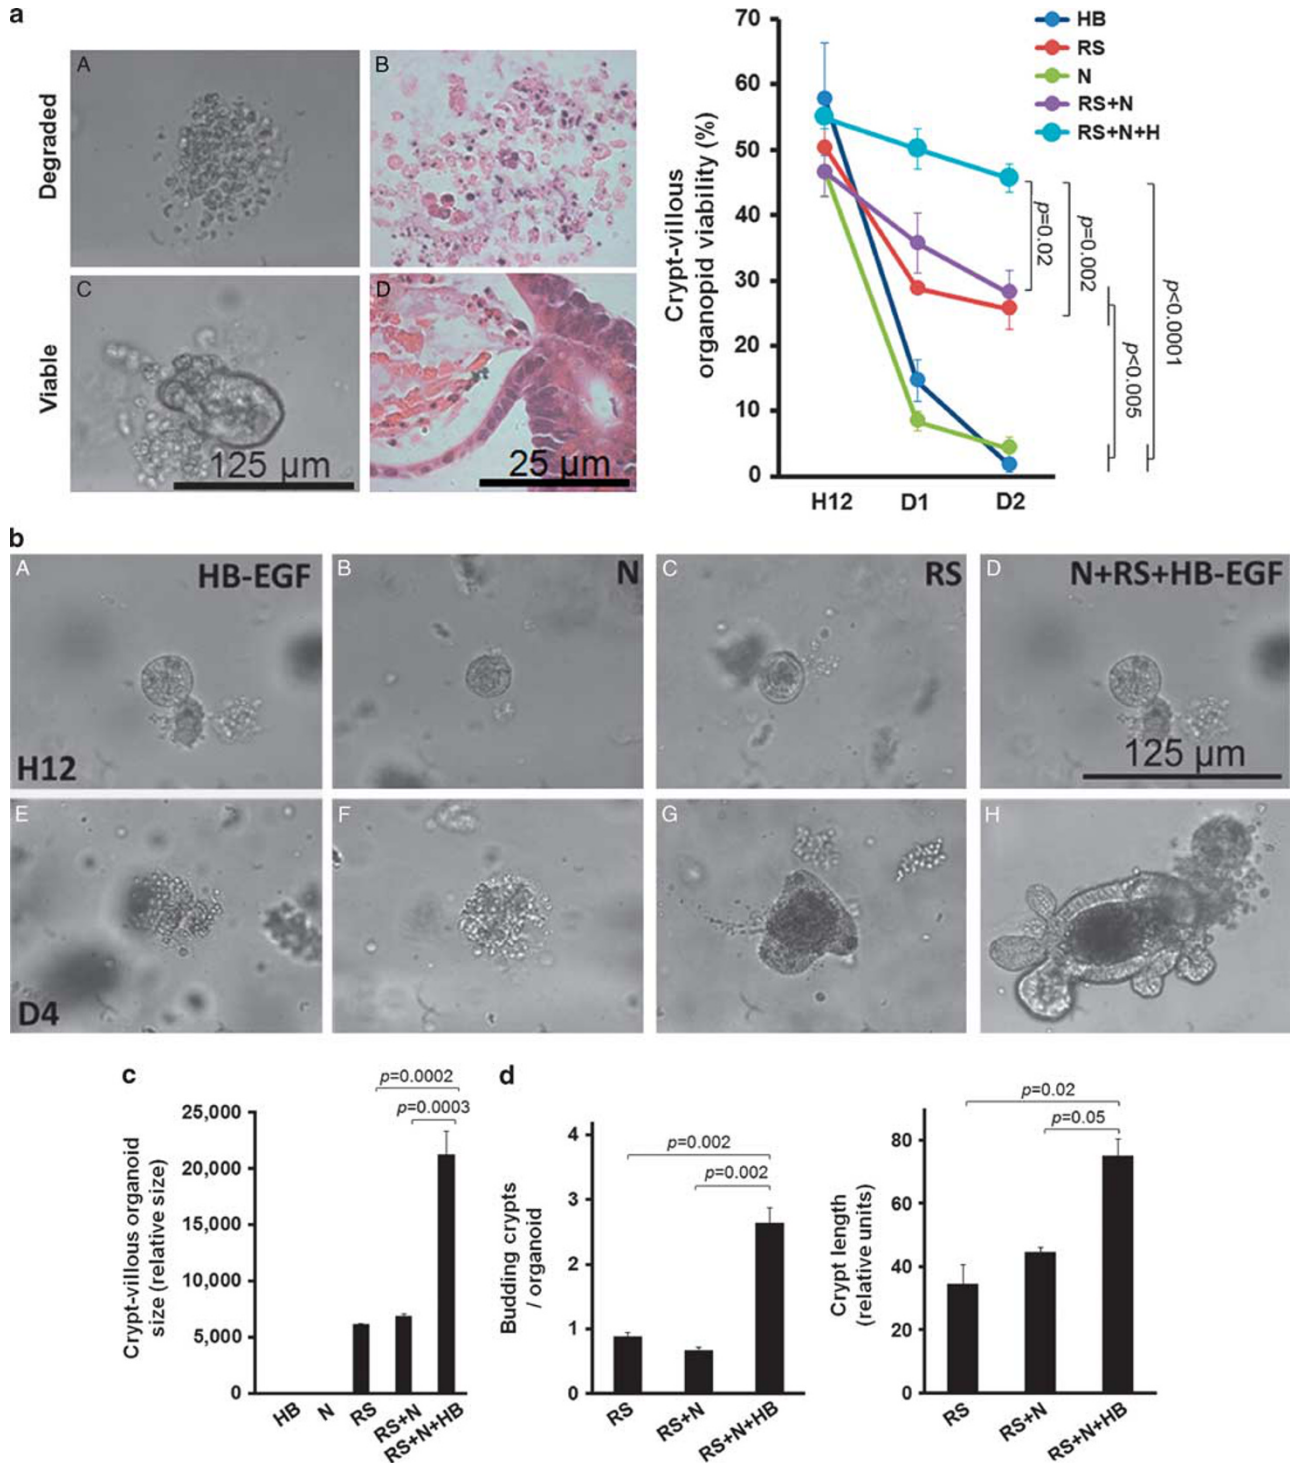 a
Degraded
A
B
Viable
C
125 µm
D
25 µm
Crypt-villous
organopid viability (%)
70
60
50
40
30
20
10
0
H12
D1
D2
HB
RS
N
RS+N
RS+N+H
p=0.02
p=0.002
p<0.005
p<0.0001
b
A
HB-EGF
H12
B
N
C
RS
D
N+RS+HB-EGF
125 µm
E
D4
F
G
H
c
Crypt-villous organoid
size (relative size)
25,000
20,000
15,000
10,000
5,000
0
p=0.0002
p=0.0003
HB
N
RS
RS+N
RS+N+HB
d
Budding crypts
/ organoid
4
3
2
1
0
p=0.002
p=0.002
RS
RS+N
RS+N+HB
Crypt length
(relative units)
80
60
40
20
0
p=0.02
p=0.05
RS
RS+N
RS+N+HB